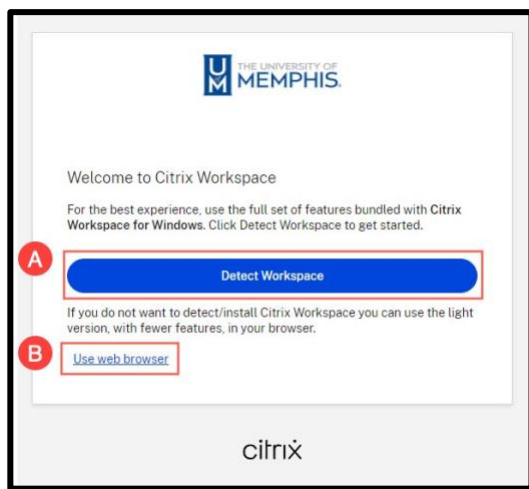 UM THE UNIVERSITY OF
MEMPHIS.
Welcome to Citrix Workspace
For the best experience, use the full set of features bundled with Citrix
Workspace for Windows. Click Detect Workspace to get started.
A
Detect Workspace
If you do not want to detect/install Citrix Workspace you can use the light
version, with fewer features, in your browser.
B
Use web browser
citrix